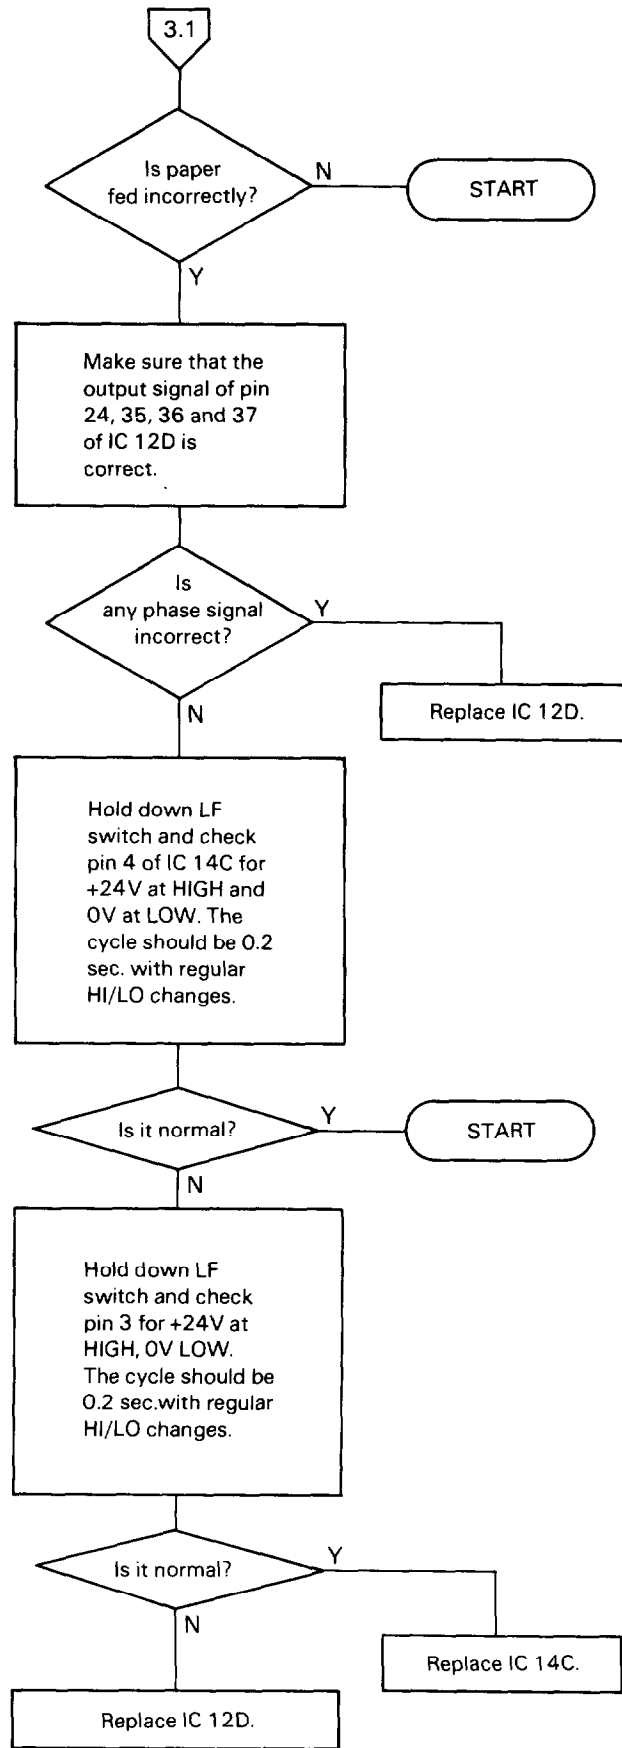 3.1
Is paper
fed incorrectly?
N
START
Y
Make sure that the
output signal of pin
24, 35, 36 and 37
of IC 12D is
correct.
Is
any phase signal
incorrect?
Y
Replace IC 12D.
N
Hold down LF
switch and check
pin 4 of IC 14C for
+24V at HIGH and
0V at LOW. The
cycle should be 0.2
sec. with regular
HI/LO changes.
Is it normal?
Y
START
N
Hold down LF
switch and check
pin 3 for +24V at
HIGH, 0V LOW.
The cycle should be
0.2 sec.with regular
HI/LO changes.
Is it normal?
Y
Replace IC 14C.
N
Replace IC 12D.